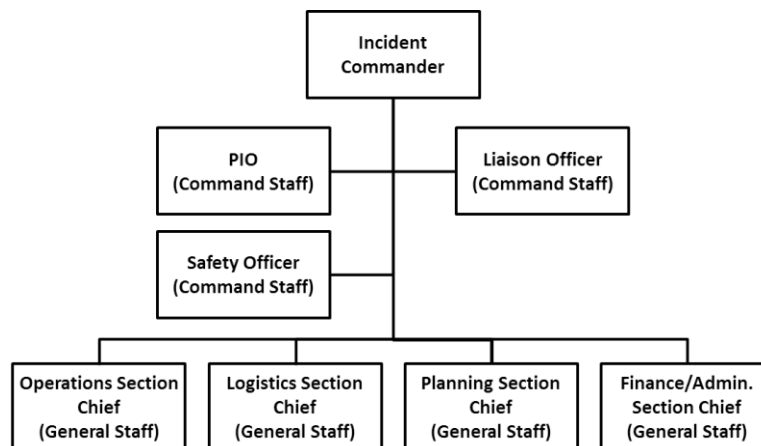 Incident
Commander
PIO
(Command Staff)
Liaison Officer
(Command Staff)
Safety Officer
(Command Staff)
Operations Section
Chief
(General Staff)
Logistics Section
Chief
(General Staff)
Planning Section
Chief
(General Staff)
Finance/Admin.
Section Chief
(General Staff)